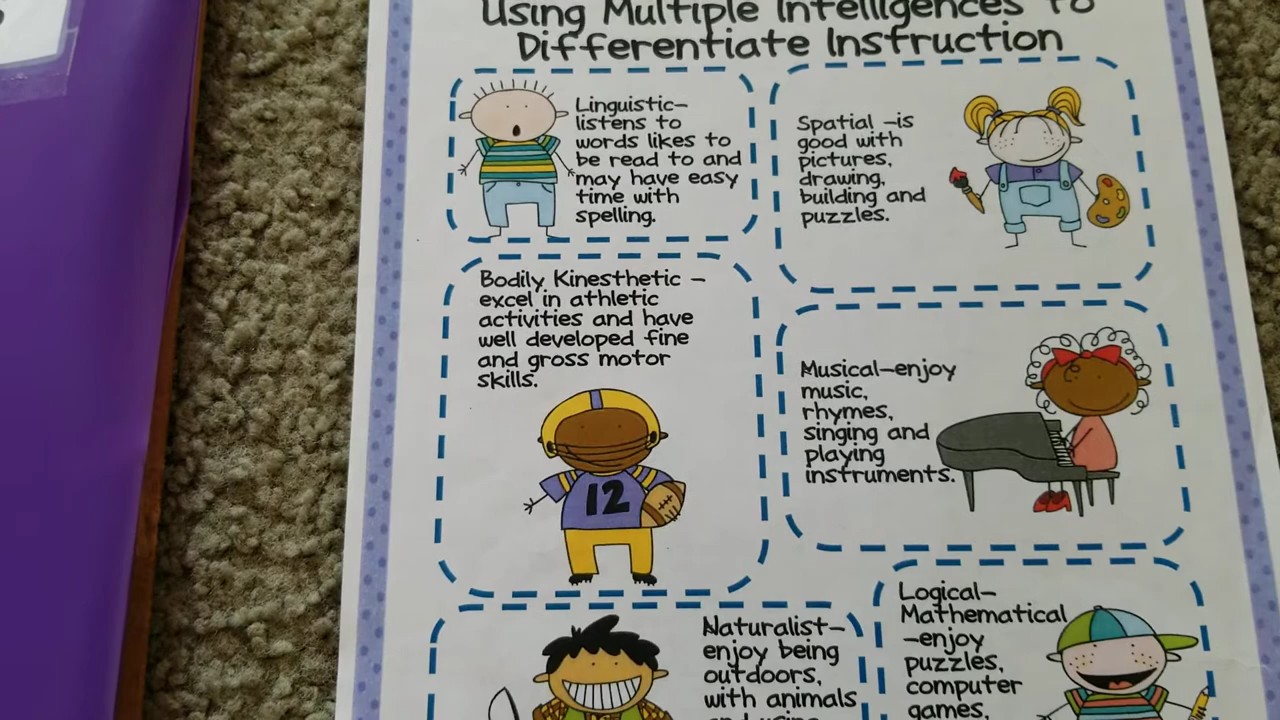 Using Multiple Intelligences To
Differentiate Instruction
Linguistic-
listens to
words likes to
be read to and
may have easy
time with
spelling.
Spatial -is
good with
pictures,
drawing,
building and
puzzles.
Bodily Kinesthetic -
excel in athletic
activities and have
well developed fine
and gross motor
skills.
12
Musical-enjoy
music,
rhymes,
singing and
playing
instruments.
Naturalist-
enjoy being
outdoors,
with animals
Logical-
Mathematical
-enjoy
puzzles,
computer
games,